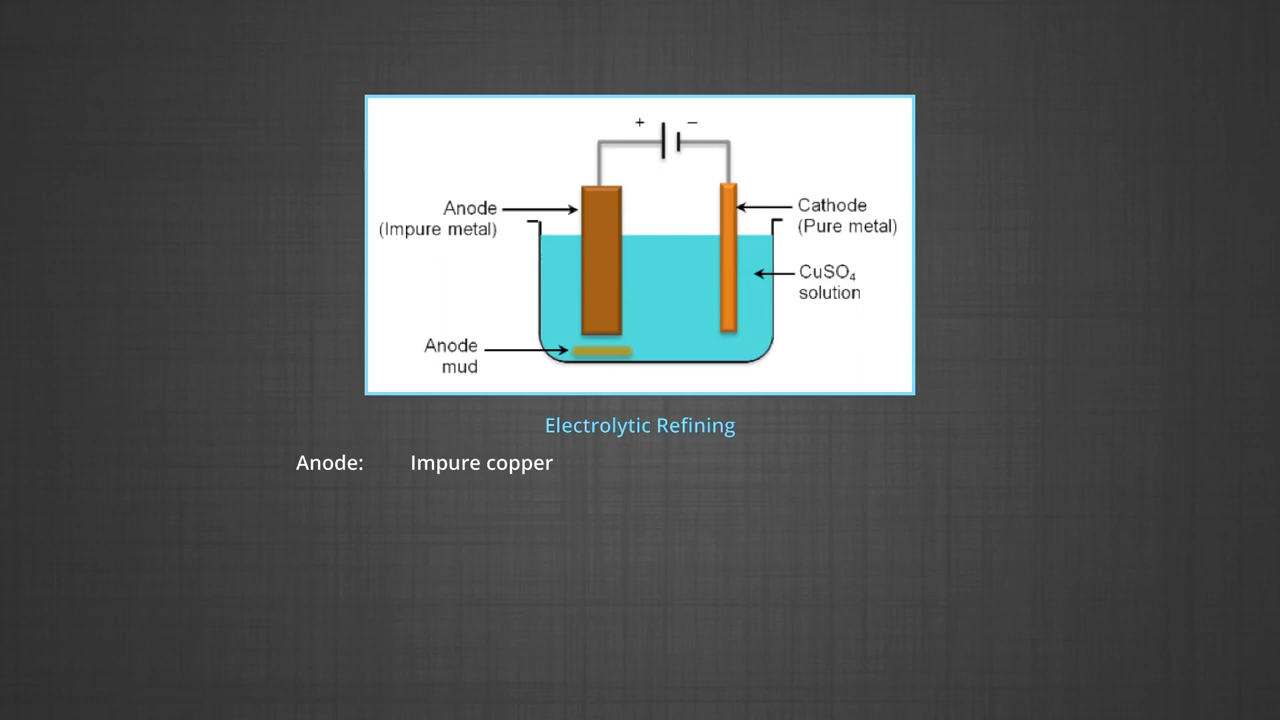 + –
Anode
(Impure metal)
Cathode
(Pure metal)
CuSO₄
solution
Anode
mud
Electrolytic Refining
Anode: Impure copper